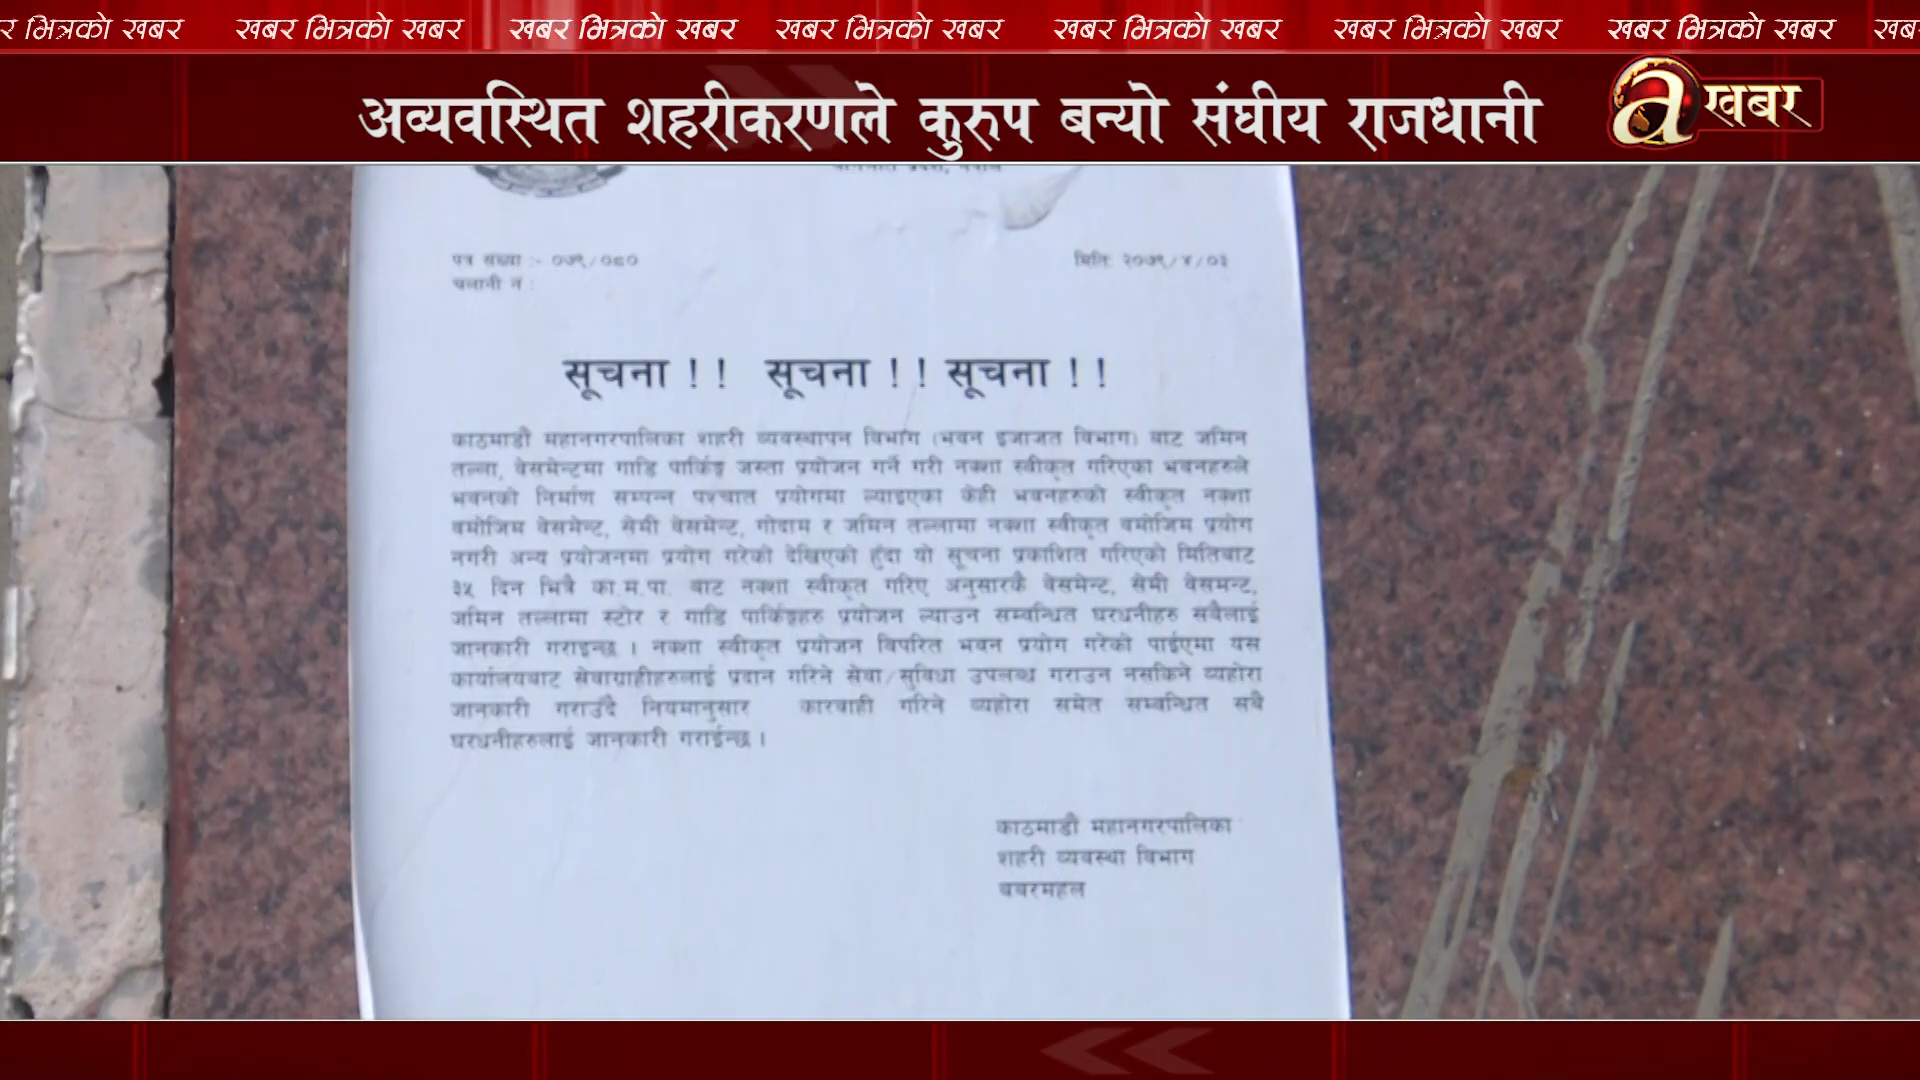 खबर भित्रको खबर खबर भित्रको खबर खबर भित्रको खबर खबर भित्रको खबर खबर भित्रको खबर खबर भित्रको खबर खबर भित्रको खबर
अव्यवस्थित शहरीकरणले कुरुप बन्यो संघीय राजधानी
a खबर
पत्र संख्या :- ०७९/०८०
मिति: २०७९/४/०३
चलानी नं :
सूचना !! सूचना !! सूचना !!
काठमाडौं महानगरपालिका शहरी व्यवस्थापन विभाग (भवन इजाजत विभाग) बाट जमिन
तल्ला, वेसमेन्टमा गाडि पार्किङ्ग जस्ता प्रयोजन गर्ने गरी नक्शा स्वीकृत गरिएका भवनहरुले
भवनको निर्माण सम्पन्न पश्चात प्रयोगमा ल्याइएका केही भवनहरुको स्वीकृत नक्शा
वमोजिम वेसमेन्ट, सेमी वेसमेन्ट, गोदाम र जमिन तल्लामा नक्शा स्वीकृत वमोजिम प्रयोग
नगरी अन्य प्रयोजनमा प्रयोग गरेको देखिएको हुँदा यो सूचना प्रकाशित गरिएको मितिबाट
३५ दिन भित्रै का.म.पा. बाट नक्शा स्वीकृत गरिए अनुसारकै वेसमेन्ट, सेमी वेसमन्ट,
जमिन तल्लामा स्टोर र गाडि पार्किङ्गहरु प्रयोजन ल्याउन सम्बन्धित घरधनीहरु सबैलाई
जानकारी गराइन्छ । नक्शा स्वीकृत प्रयोजन विपरित भवन प्रयोग गरेको पाईएमा यस
कार्यालयबाट सेवाग्राहीहरुलाई प्रदान गरिने सेवा/सुविधा उपलब्ध गराउन नसकिने व्यहोरा
जानकारी गराउँदै नियमानुसार कारवाही गरिने व्यहोरा समेत सम्बन्धित सबै
घरधनीहरुलाई जानकारी गराईन्छ ।
काठमाडौं महानगरपालिका
शहरी व्यवस्था विभाग
बबरमहल